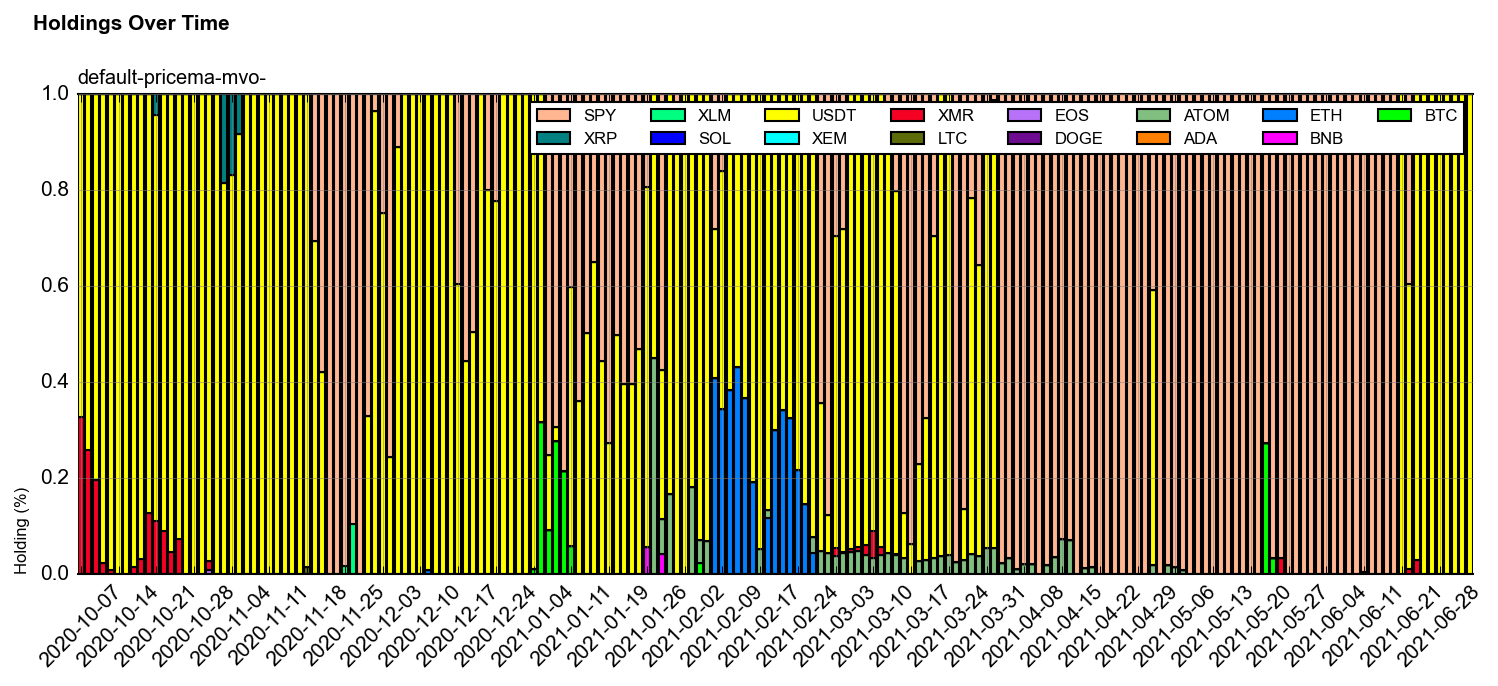 Holdings Over Time
default-pricema-mvo-
1.0
0.8
0.6
0.4
0.2
0.0
Holding (%)
SPY XLM USDT XMR EOS ATOM ETH BTC
XRP SOL XEM LTC DOGE ADA BNB
2020-10-07 2020-10-14 2020-10-21 2020-10-28 2020-11-04 2020-11-11 2020-11-18 2020-11-25 2020-12-03 2020-12-10 2020-12-17 2020-12-24 2021-01-04 2021-01-11 2021-01-19 2021-01-26 2021-02-02 2021-02-09 2021-02-17 2021-02-24 2021-03-03 2021-03-10 2021-03-17 2021-03-24 2021-03-31 2021-04-08 2021-04-15 2021-04-22 2021-04-29 2021-05-06 2021-05-13 2021-05-20 2021-05-27 2021-06-04 2021-06-11 2021-06-21 2021-06-28